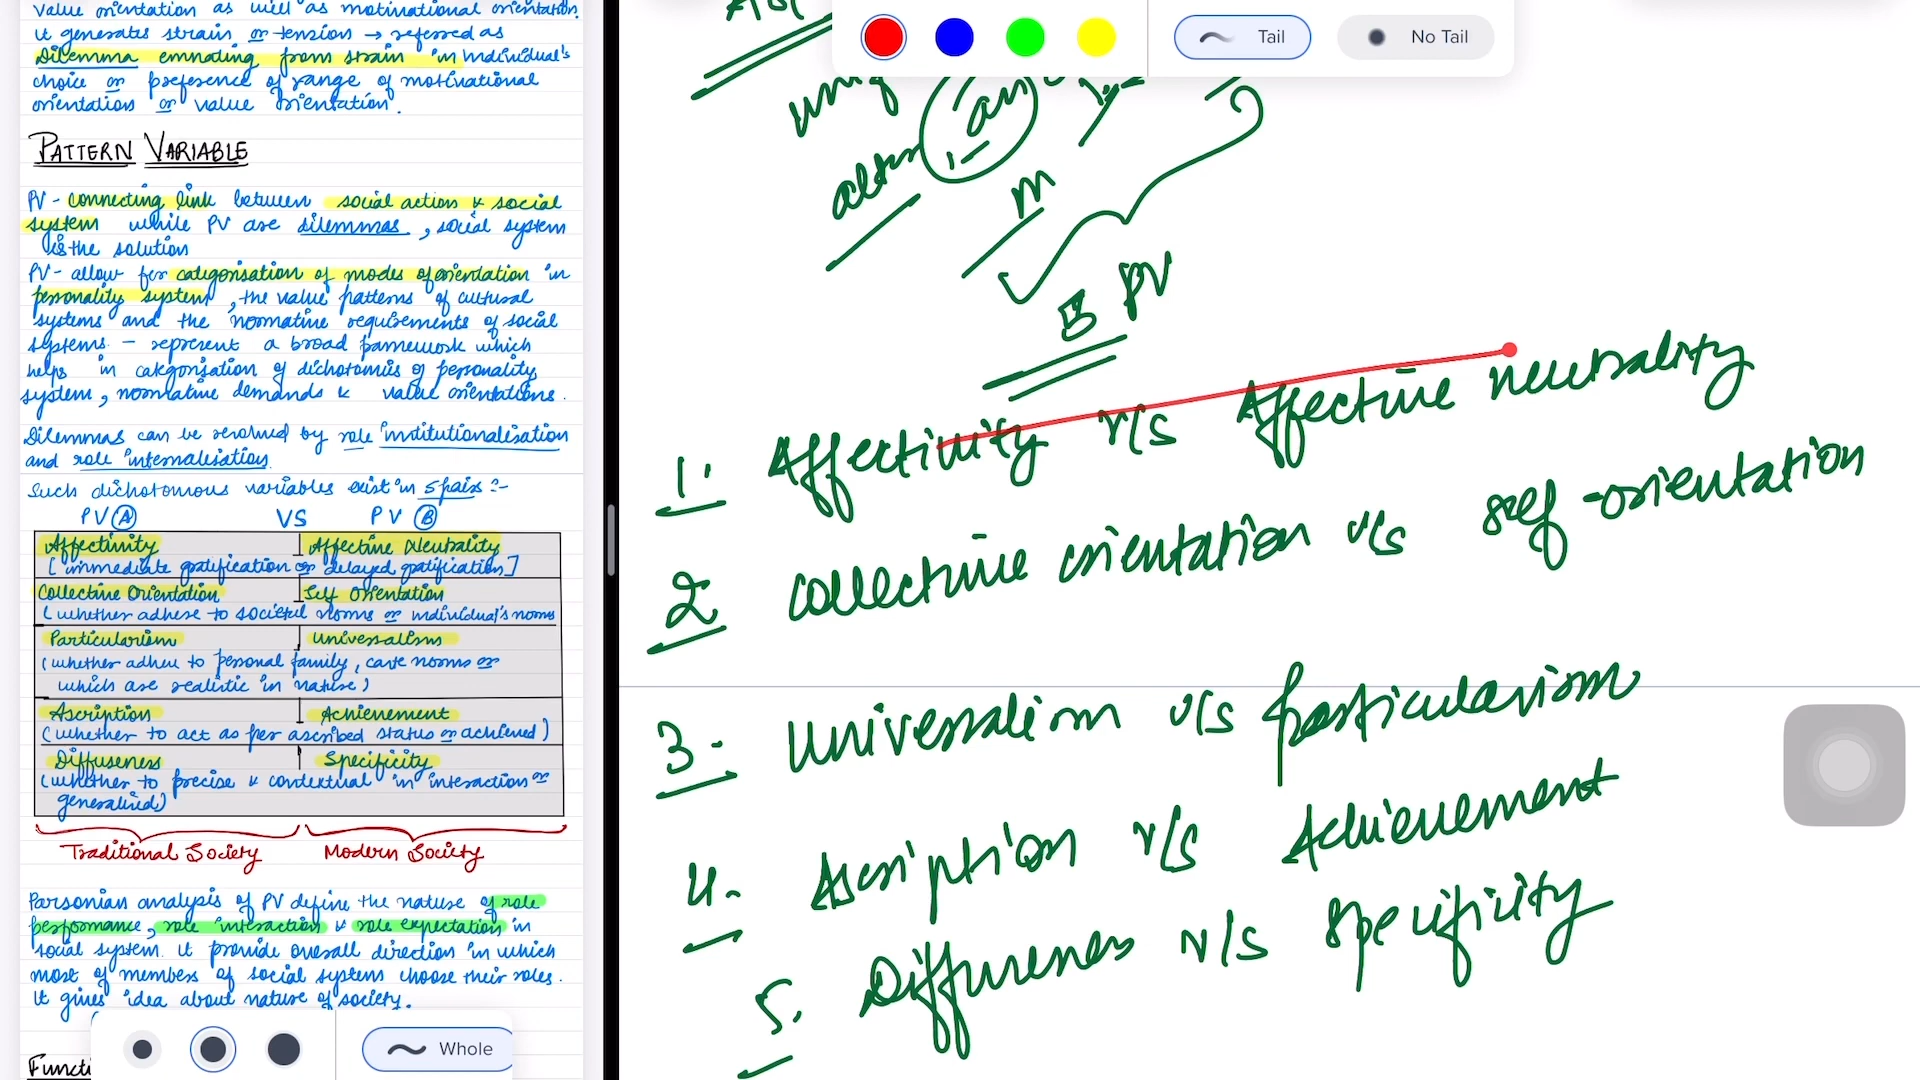 value orientation as well as motivational orientation.
it generates strain or tension → referred as
Dilemma emnating from strain in individual's
choice or preference of range of motivational
orientation or value orientation.
PATTERN VARIABLE
PV - connecting link between social action & social
system while PV are dilemmas, social system
is the solution
PV - allow for categorisation of modes of orientation in
personality system, the value patterns of cultural
systems and the normative requirements of social
systems. - represent a broad framework which
helps in categorisation of dichotomies of personality
system, normative demands & value orientations.
Dilemmas can be resolved by role institutionalisation
and role internalisation.
Such dichotomous variables exist in 5 pairs :-
PV (A) VS PV (B)
Affectivity Affective Neutrality
[immediate gratification or delayed gratification]
Collective Orientation Self Orientation
(whether adhere to societal norms or individual's norms
Particularism Universalism
(whether adhere to personal family, caste norms or
which are realistic in nature)
Ascription Achievement
(whether to act as per ascribed status or achieved)
Diffuseness Specificity
(whether to precise & contextual in interaction or
generalised)
Traditional Society Modern Society
Parsonian analysis of PV define the nature of role
performance, role interaction & role expectation in
social system. it provide overall direction in which
most of members of social system choose their roles.
it gives idea about nature of society.
Functi
Whole
Tail No Tail
m
5 PV
1. Affectivity v/s Affective neutrality
2 collective orientation v/s self-orientation
3. Universalism v/s particularism
4. Ascription v/s Achievement
5. Diffuseness v/s specificity